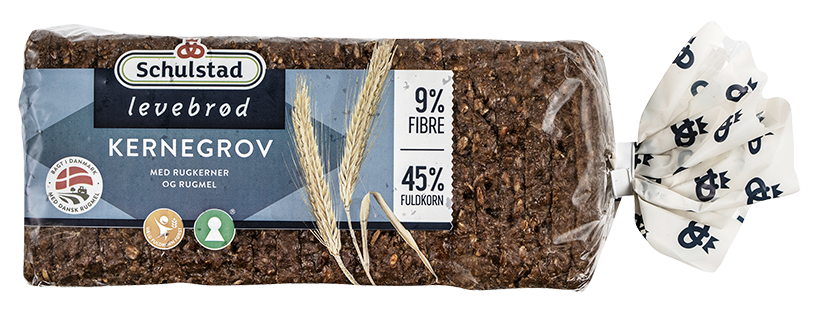 Schulstad
levebrød
KERNEGROV
MED RUGKERNER
OG RUGMEL
9%
FIBRE
45%
FULDKORN
BAGT I DANMARK
MED DANSK RUGMEL
®